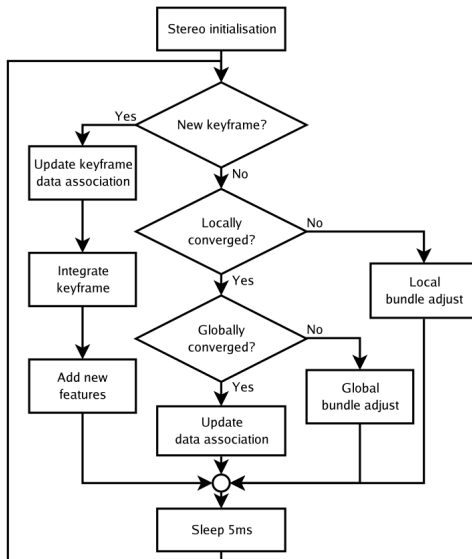 Stereo initialisation
New keyframe?
Yes
No
Update keyframe
data association
Locally
converged?
No
Yes
Integrate
keyframe
Local
bundle adjust
Globally
converged?
No
Yes
Add new
features
Global
bundle adjust
Update
data association
Sleep 5ms